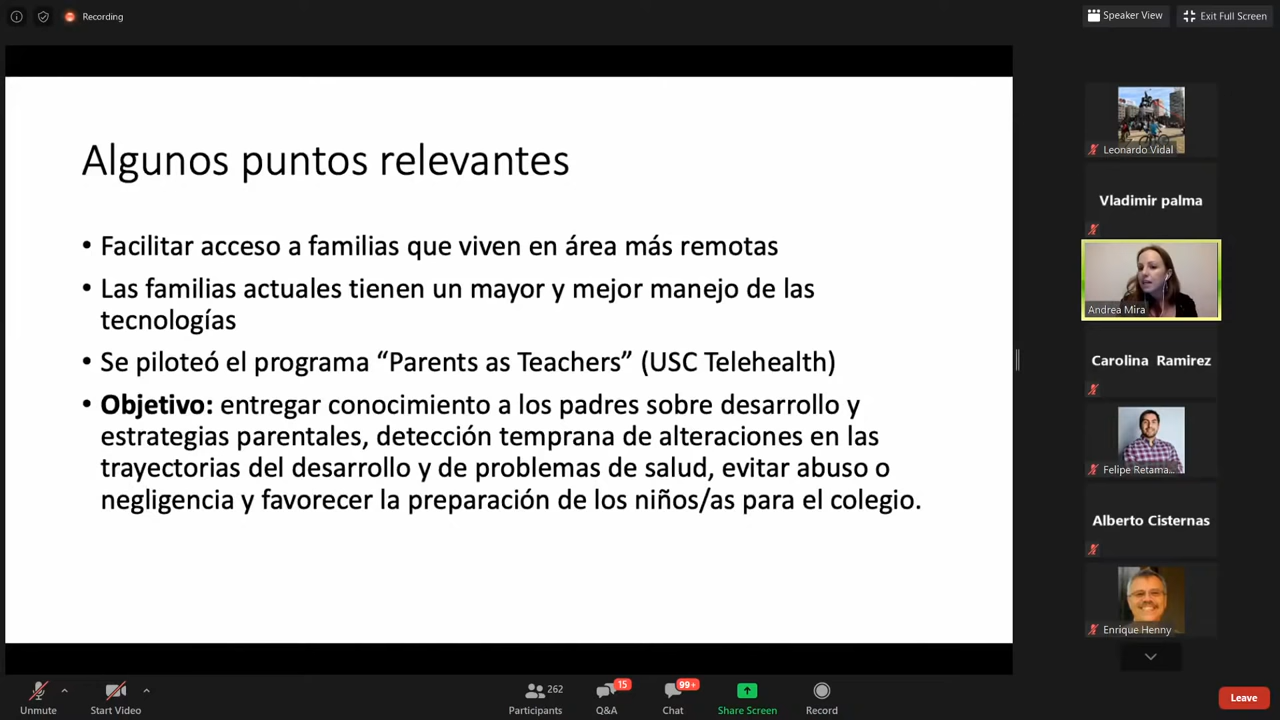 Recording
Speaker View
Exit Full Screen
Algunos puntos relevantes
• Facilitar acceso a familias que viven en área más remotas
• Las familias actuales tienen un mayor y mejor manejo de las
tecnologías
• Se piloteó el programa “Parents as Teachers” (USC Telehealth)
• Objetivo: entregar conocimiento a los padres sobre desarrollo y
estrategias parentales, detección temprana de alteraciones en las
trayectorias del desarrollo y de problemas de salud, evitar abuso o
negligencia y favorecer la preparación de los niños/as para el colegio.
Leonardo Vidal
Vladimir palma
Andrea Mira
Carolina Ramirez
Felipe Retama...
Alberto Cisternas
Enrique Henny
Unmute
Start Video
262
Participants
15
Q&A
99+
Chat
Share Screen
Record
Leave